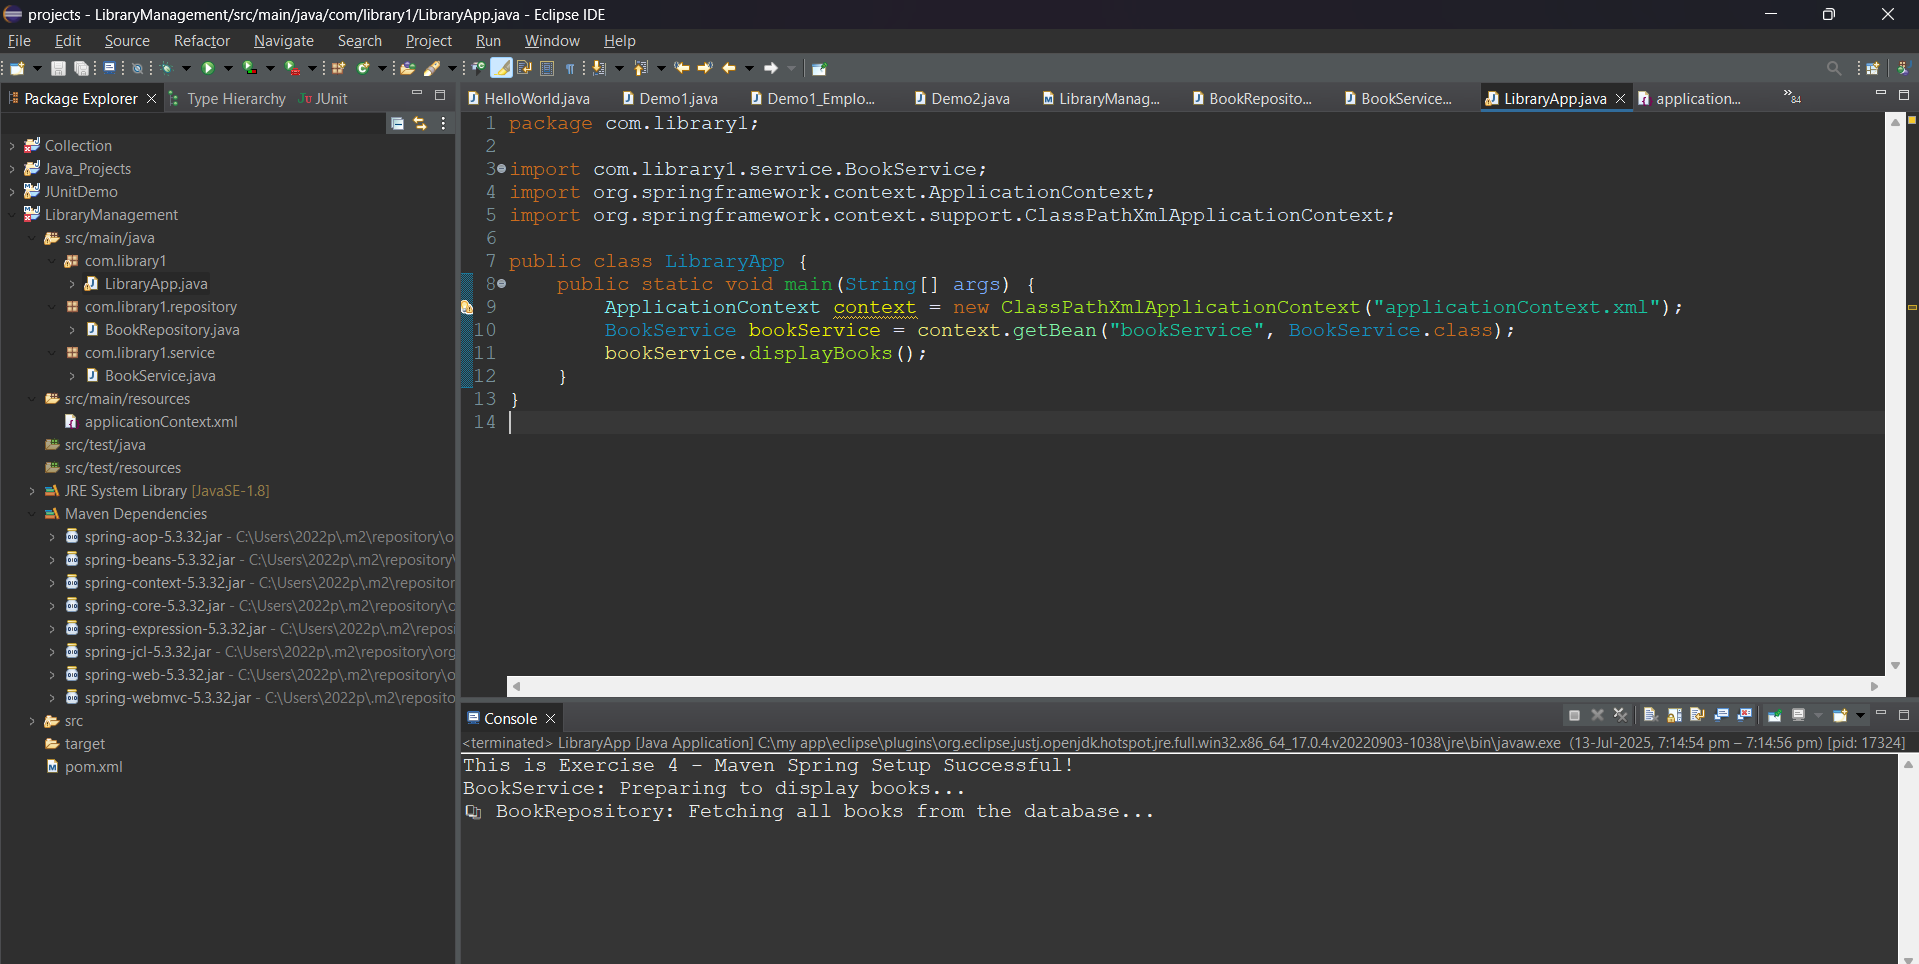 projects - LibraryManagement/src/main/java/com/library1/LibraryApp.java - Eclipse IDE
File Edit Source Refactor Navigate Search Project Run Window Help
Package Explorer Type Hierarchy JUnit
HelloWorld.java Demo1.java Demo1_Emplo... Demo2.java LibraryManag... BookReposito... BookService... LibraryApp.java application... »84
Collection
Java_Projects
JUnitDemo
LibraryManagement
src/main/java
com.library1
LibraryApp.java
com.library1.repository
BookRepository.java
com.library1.service
BookService.java
src/main/resources
applicationContext.xml
src/test/java
src/test/resources
JRE System Library [JavaSE-1.8]
Maven Dependencies
spring-aop-5.3.32.jar - C:\Users\2022p\.m2\repository\o
spring-beans-5.3.32.jar - C:\Users\2022p\.m2\repository\
spring-context-5.3.32.jar - C:\Users\2022p\.m2\repositor
spring-core-5.3.32.jar - C:\Users\2022p\.m2\repository\o
spring-expression-5.3.32.jar - C:\Users\2022p\.m2\repos
spring-jcl-5.3.32.jar - C:\Users\2022p\.m2\repository\org
spring-web-5.3.32.jar - C:\Users\2022p\.m2\repository\o
spring-webmvc-5.3.32.jar - C:\Users\2022p\.m2\reposito
src
target
pom.xml
1 package com.library1;
2
3 import com.library1.service.BookService;
4 import org.springframework.context.ApplicationContext;
5 import org.springframework.context.support.ClassPathXmlApplicationContext;
6
7 public class LibraryApp {
8 public static void main(String[] args) {
9 ApplicationContext context = new ClassPathXmlApplicationContext("applicationContext.xml");
10 BookService bookService = context.getBean("bookService", BookService.class);
11 bookService.displayBooks();
12 }
13 }
14
Console
<terminated> LibraryApp [Java Application] C:\my app\eclipse\plugins\org.eclipse.justj.openjdk.hotspot.jre.full.win32.x86_64_17.0.4.v20220903-1038\jre\bin\javaw.exe (13-Jul-2025, 7:14:54 pm – 7:14:56 pm) [pid: 17324]
This is Exercise 4 - Maven Spring Setup Successful!
BookService: Preparing to display books...
BookRepository: Fetching all books from the database...